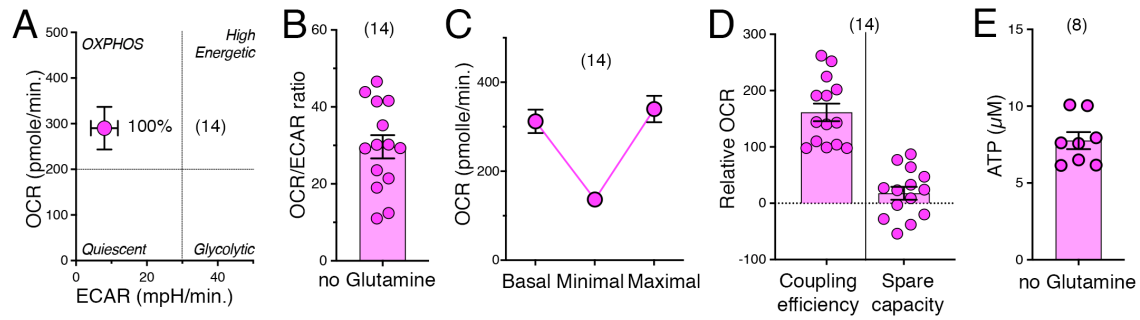 A
500
400
300
200
100
0
OCR (pmole/min.)
OXPHOS
High
Energetic
100%
(14)
Quiescent
Glycolytic
0
20
40
ECAR (mpH/min.)
B
(14)
60
40
20
0
OCR/ECAR ratio
no Glutamine
C
(14)
400
200
0
OCR (pmolle/min.)
Basal Minimal Maximal
D
(14)
300
200
100
0
-100
Relative OCR
Coupling
efficiency
Spare
capacity
E
(8)
15
10
5
0
ATP (µM)
no Glutamine